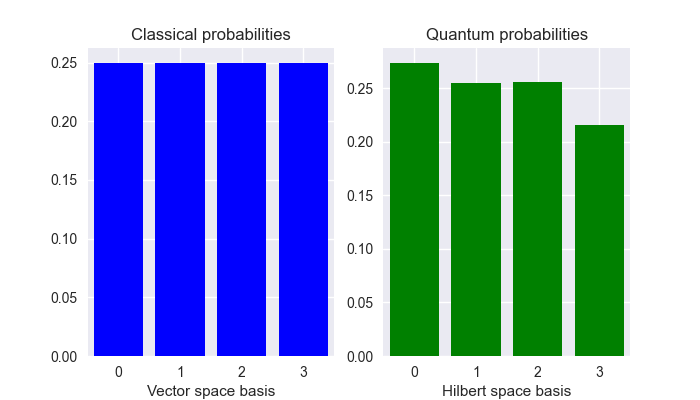 Classical probabilities
0.25
0.20
0.15
0.10
0.05
0.00
0 1 2 3
Vector space basis
Quantum probabilities
0.25
0.20
0.15
0.10
0.05
0.00
0 1 2 3
Hilbert space basis